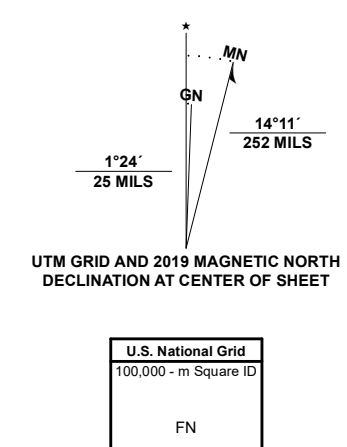 ★
MN
GN
14°11´
252 MILS
1°24´
25 MILS
UTM GRID AND 2019 MAGNETIC NORTH
DECLINATION AT CENTER OF SHEET
U.S. National Grid
100,000 - m Square ID
FN